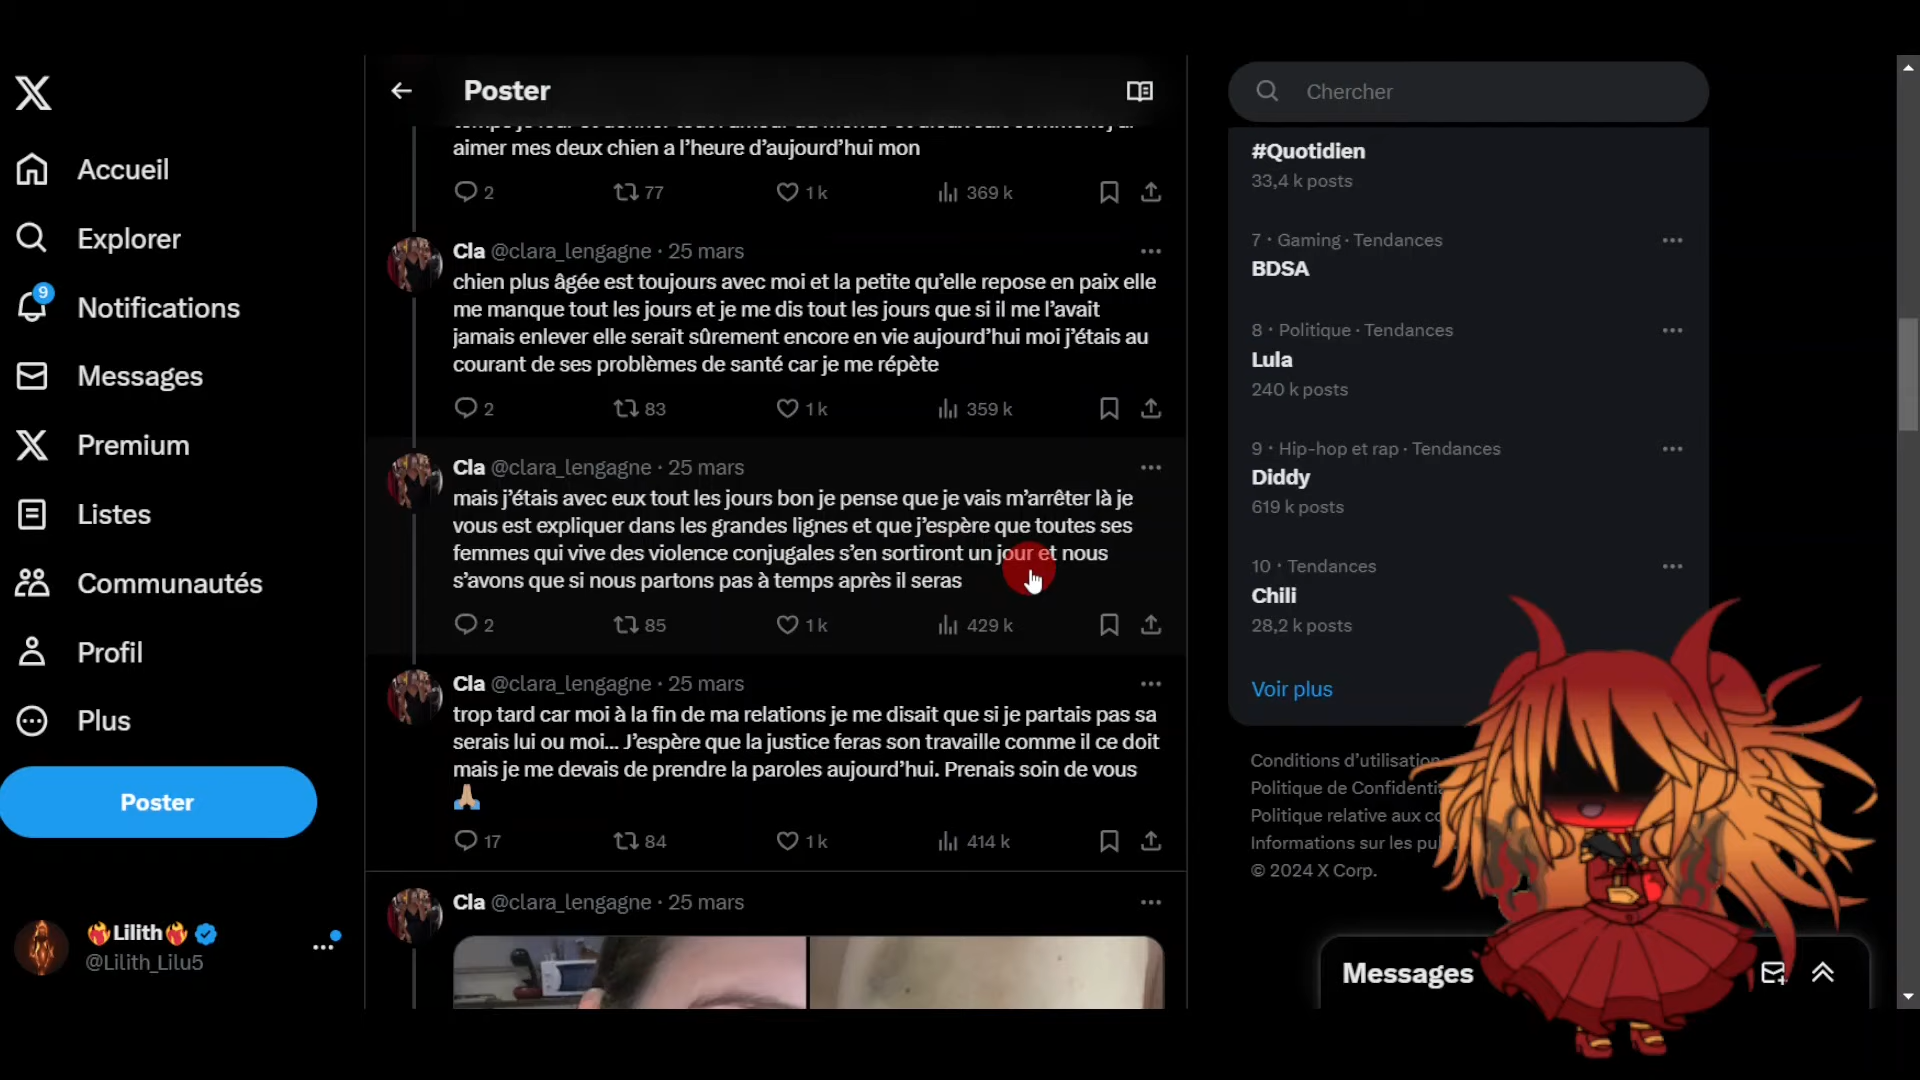 Accueil
Explorer
9
Notifications
Messages
Premium
Listes
Communautés
Profil
Plus
Poster
🔥Lilith🔥
@Lilith_Lilu5
Poster
aimer mes deux chien a l’heure d’aujourd’hui mon
2 77 1 k 369 k
Cla @clara_lengagne · 25 mars
chien plus âgée est toujours avec moi et la petite qu’elle repose en paix elle
me manque tout les jours et je me dis tout les jours que si il me l’avait
jamais enlever elle serait sûrement encore en vie aujourd’hui moi j’étais au
courant de ses problèmes de santé car je me répète
2 83 1 k 359 k
Cla @clara_lengagne · 25 mars
mais j’étais avec eux tout les jours bon je pense que je vais m’arrêter là je
vous est expliquer dans les grandes lignes et que j’espère que toutes ses
femmes qui vive des violence conjugales s’en sortiront un jour et nous
s’avons que si nous partons pas à temps après il seras
2 85 1 k 429 k
Cla @clara_lengagne · 25 mars
trop tard car moi à la fin de ma relations je me disait que si je partais pas sa
serais lui ou moi... J’espère que la justice feras son travaille comme il ce doit
mais je me devais de prendre la paroles aujourd’hui. Prenais soin de vous
🙏🏼
17 84 1 k 414 k
Cla @clara_lengagne · 25 mars
Chercher
#Quotidien
33,4 k posts
7 · Gaming · Tendances
BDSA
8 · Politique · Tendances
Lula
240 k posts
9 · Hip-hop et rap · Tendances
Diddy
619 k posts
10 · Tendances
Chili
28,2 k posts
Voir plus
Conditions d’utilisation
Politique de
Politique relative aux
Informations sur les
© 2024 X Corp.
Messages